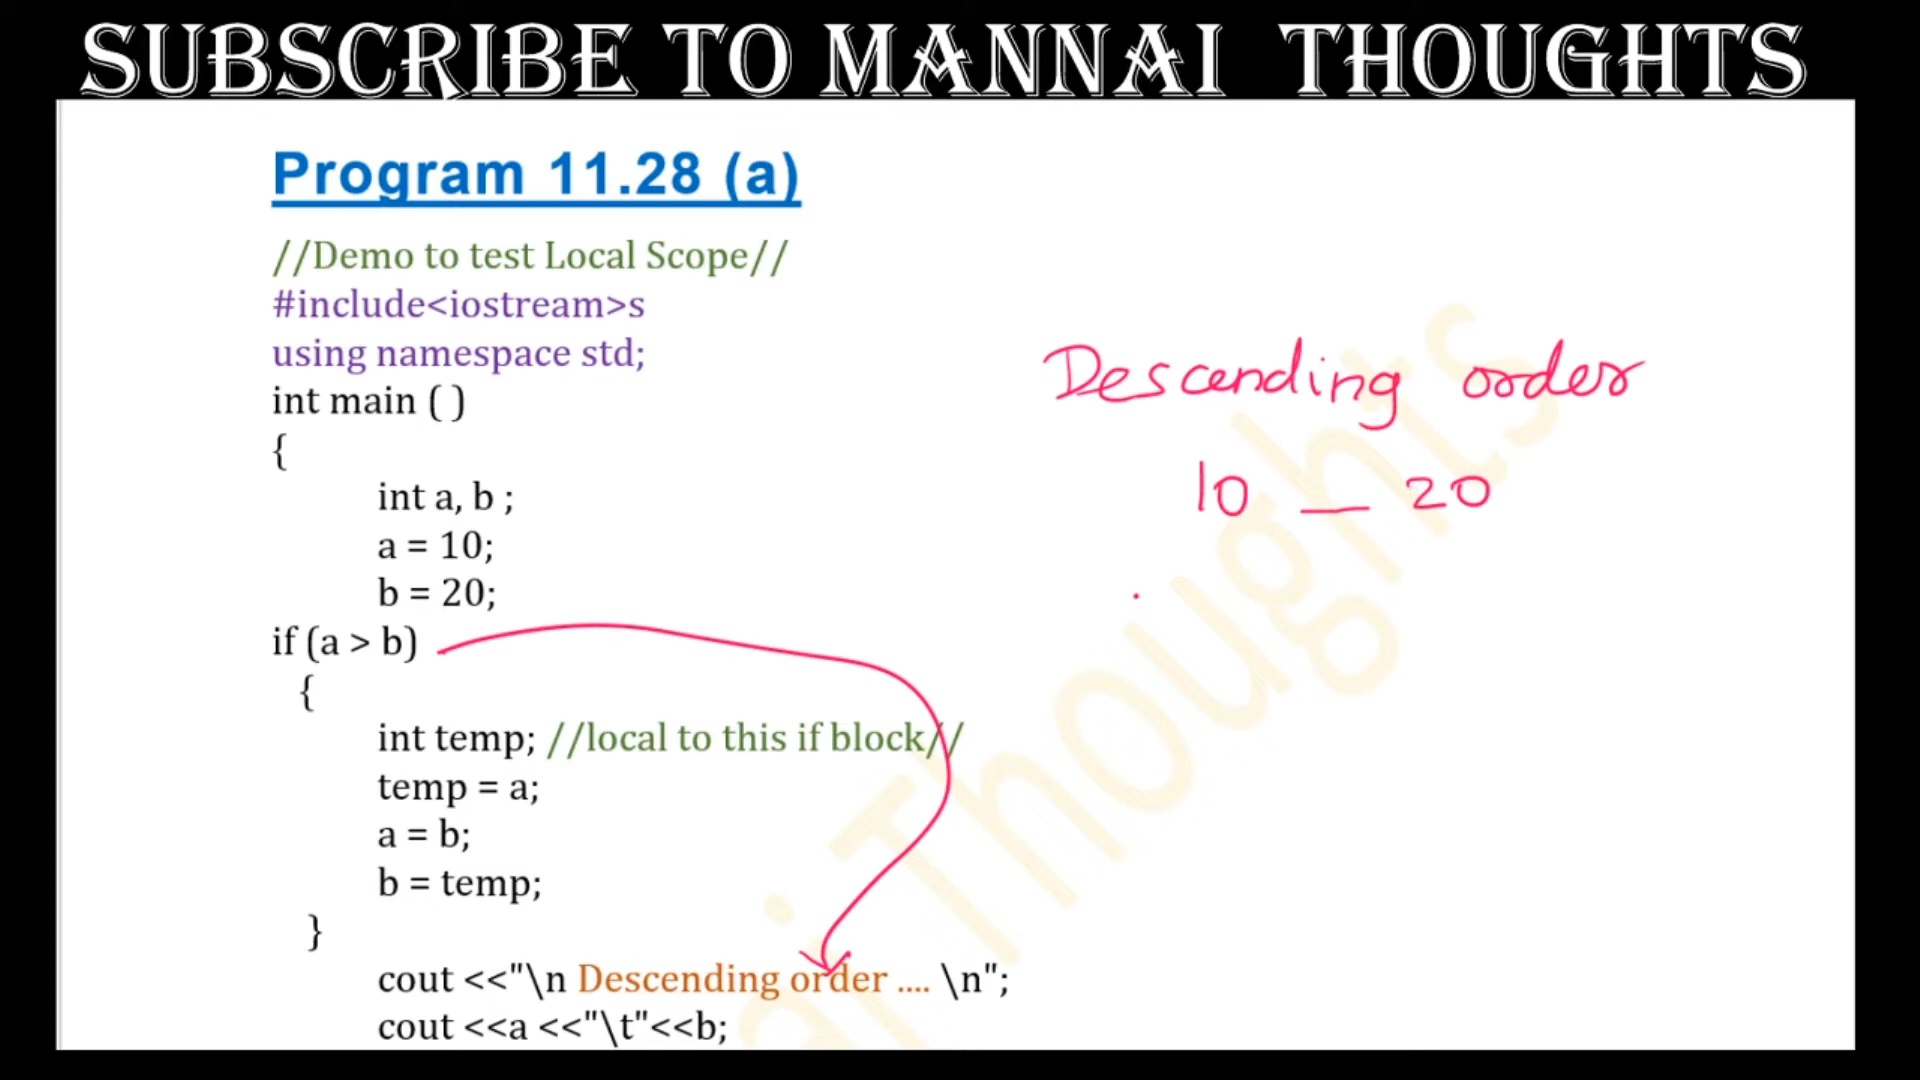 SUBSCRIBE TO MANNAI THOUGHTS
Program 11.28 (a)
//Demo to test Local Scope//
#include<iostream>s
using namespace std;
int main ( )
{
int a, b ;
a = 10;
b = 20;
if (a > b)
{
int temp; //local to this if block//
temp = a;
a = b;
b = temp;
}
cout <<"\n Descending order .... \n";
cout <<a <<"\t"<<b;
Descending order
10 — 20
ai Thoughts